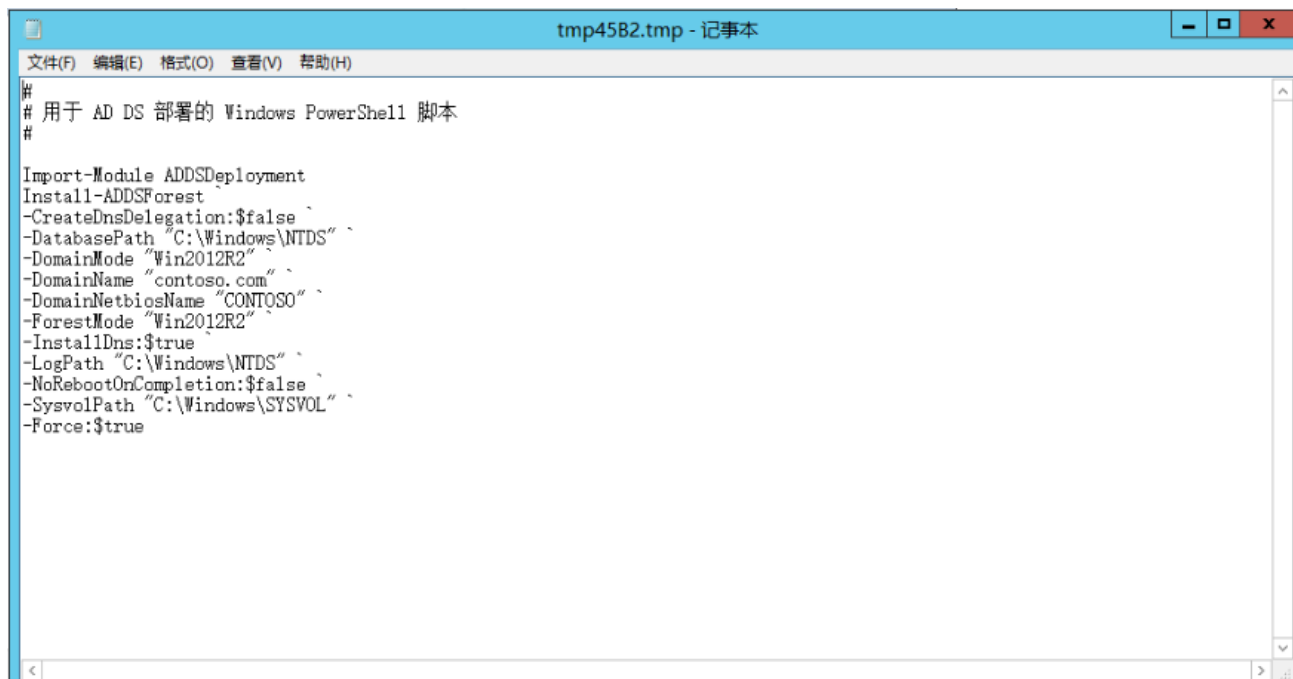 tmp45B2.tmp - 记事本
文件(F) 编辑(E) 格式(O) 查看(V) 帮助(H)
#
# 用于 AD DS 部署的 Windows PowerShell 脚本
#
Import-Module ADDSDeployment
Install-ADDSForest `
-CreateDnsDelegation:$false `
-DatabasePath "C:\Windows\NTDS" `
-DomainMode "Win2012R2" `
-DomainName "contoso.com" `
-DomainNetbiosName "CONTOSO" `
-ForestMode "Win2012R2" `
-InstallDns:$true `
-LogPath "C:\Windows\NTDS" `
-NoRebootOnCompletion:$false `
-SysvolPath "C:\Windows\SYSVOL" `
-Force:$true